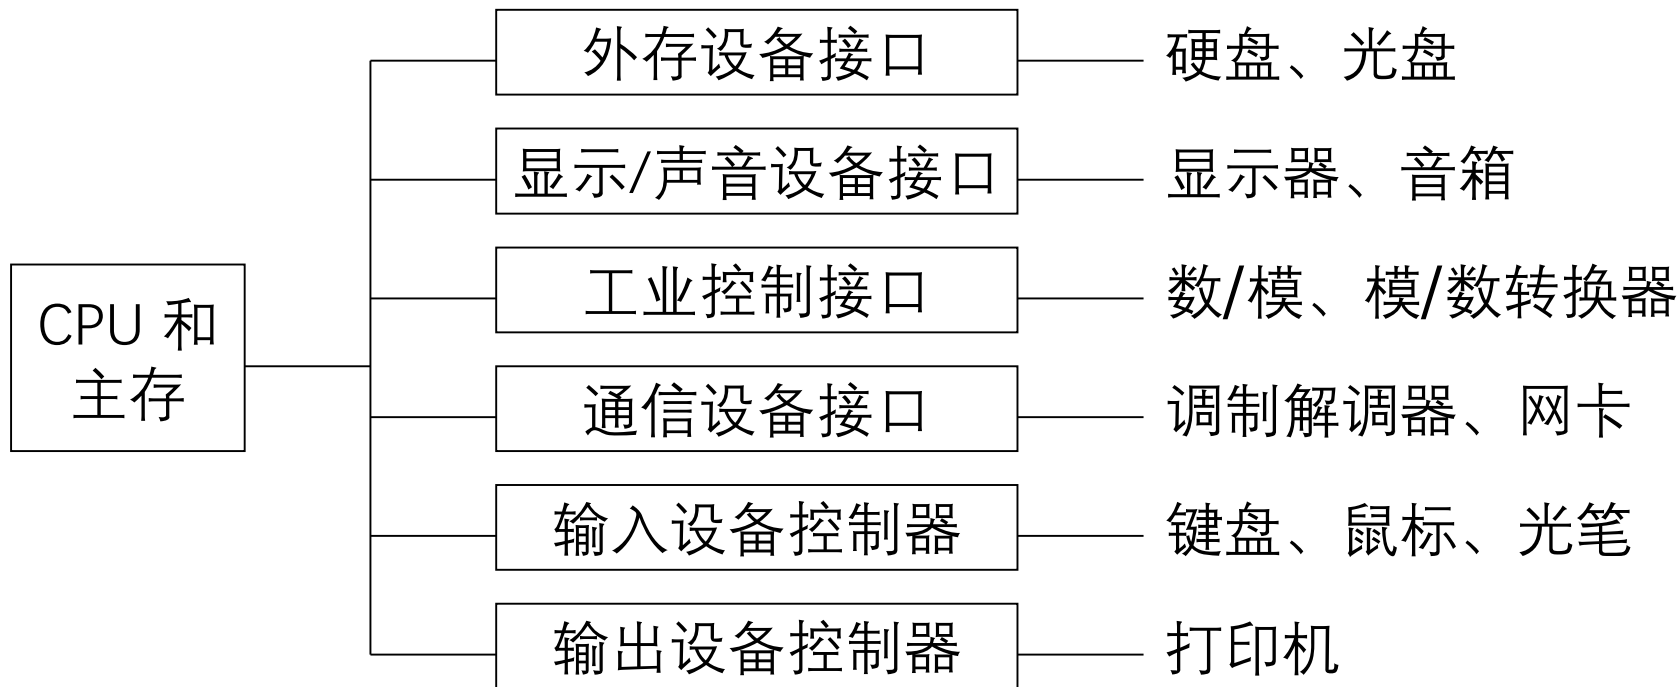 外存设备接口
硬盘、光盘
显示/声音设备接口
显示器、音箱
工业控制接口
数/模、模/数转换器
CPU 和
主存
通信设备接口
调制解调器、网卡
输入设备控制器
键盘、鼠标、光笔
输出设备控制器
打印机